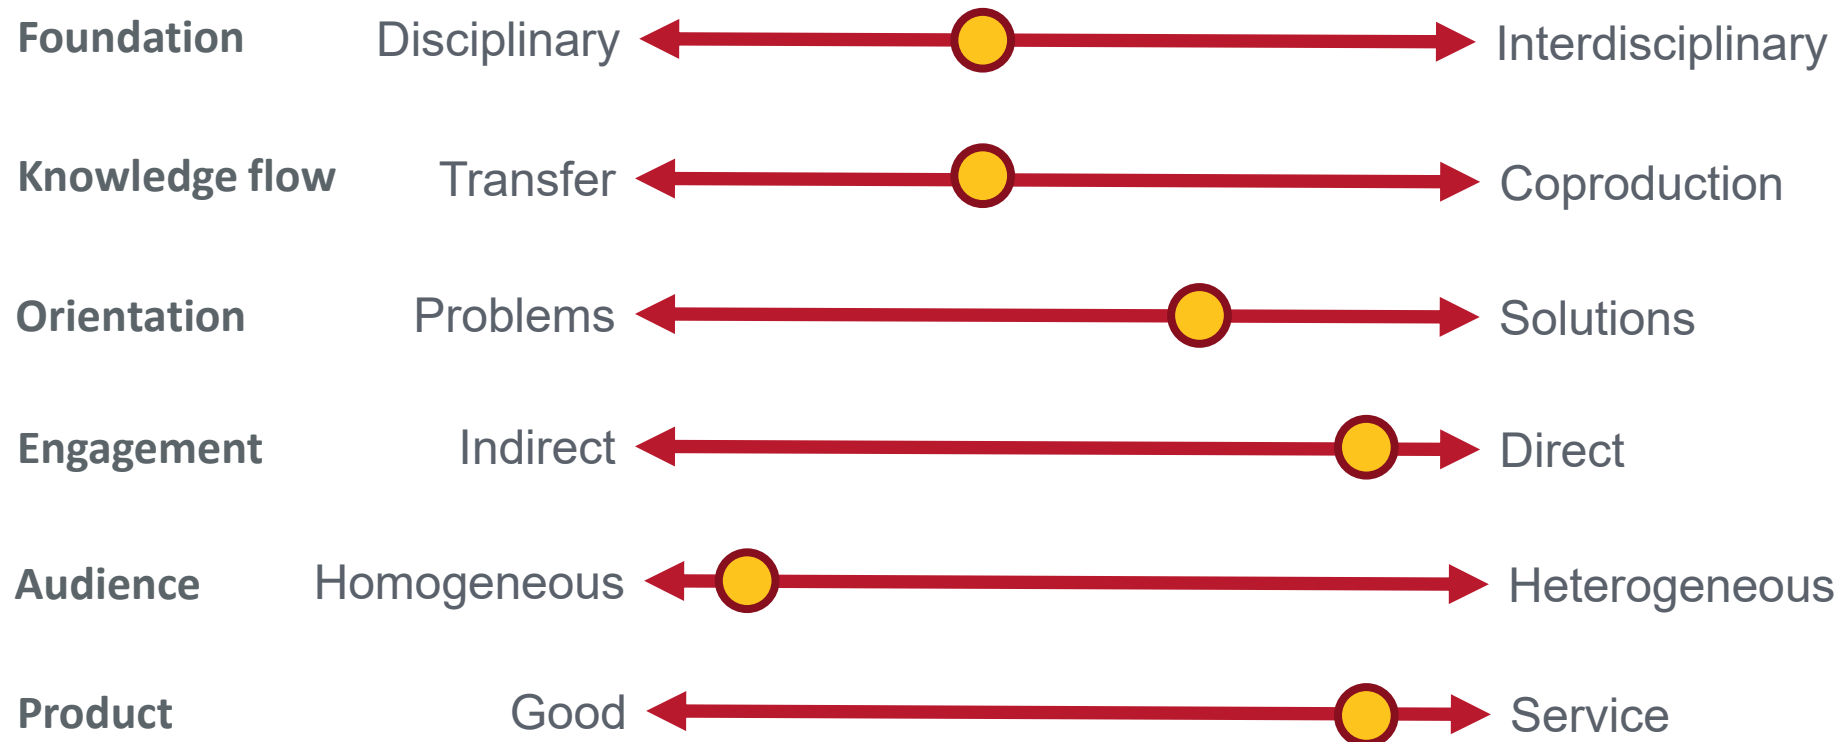 Foundation Disciplinary Interdisciplinary
Knowledge flow Transfer Coproduction
Orientation Problems Solutions
Engagement Indirect Direct
Audience Homogeneous Heterogeneous
Product Good Service